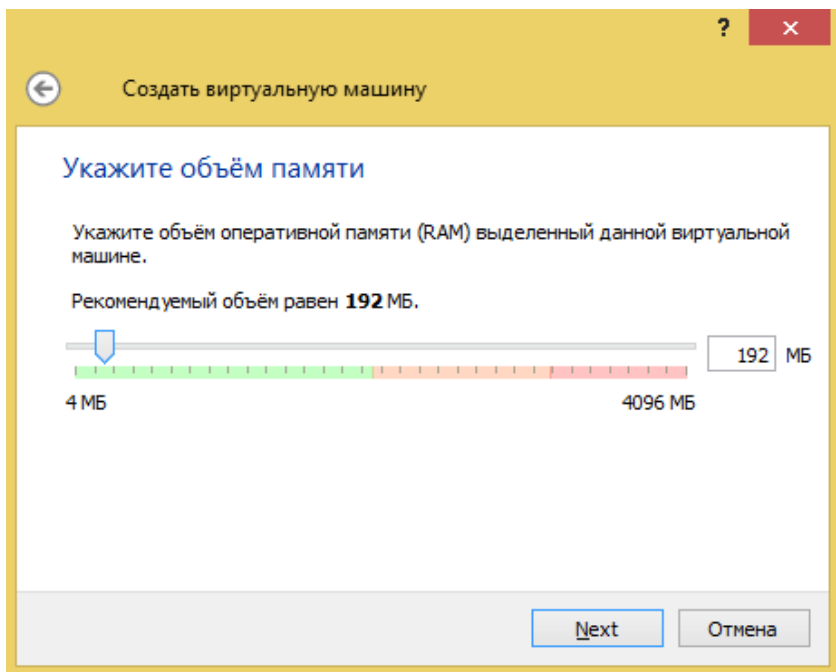 ?
Создать виртуальную машину
Укажите объём памяти
Укажите объём оперативной памяти (RAM) выделенный данной виртуальной
машине.
Рекомендуемый объём равен 192 МБ.
192 МБ
4 МБ 4096 МБ
Next Отмена